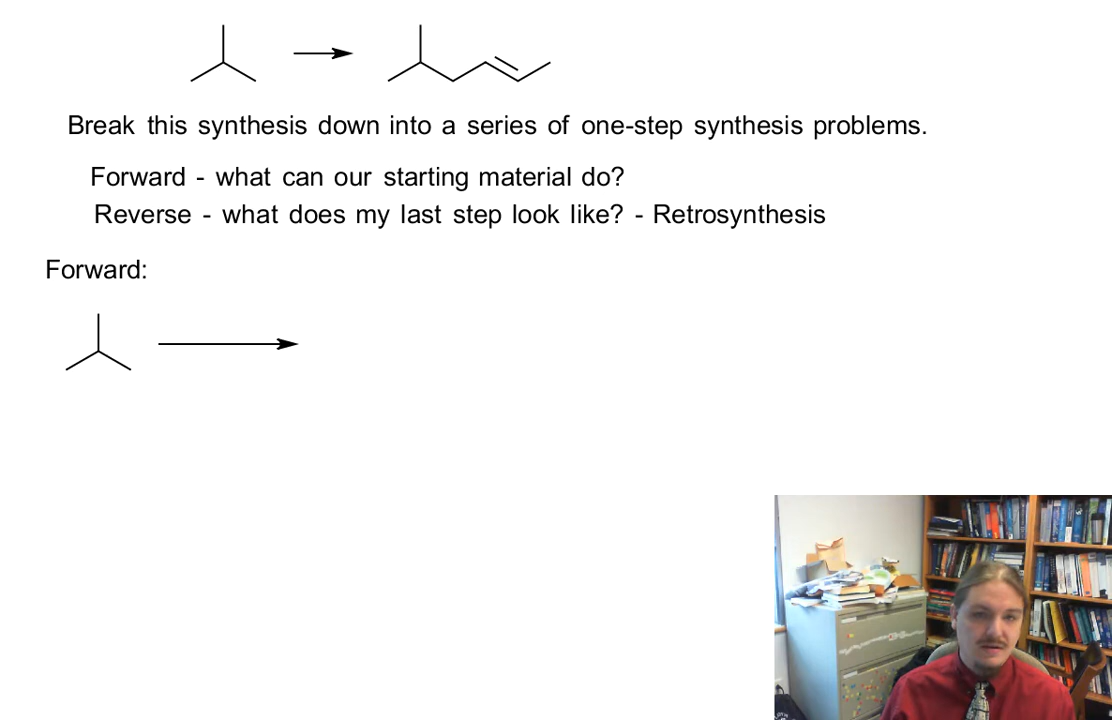 Break this synthesis down into a series of one-step synthesis problems.
Forward - what can our starting material do?
Reverse - what does my last step look like? - Retrosynthesis
Forward: